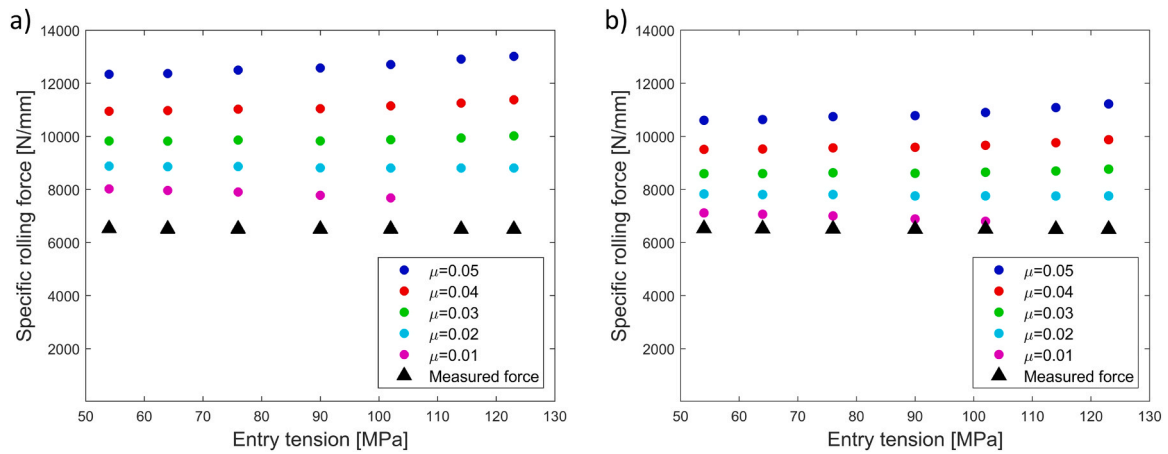 a)
14000
12000
10000
8000
6000
4000
2000
Specific rolling force [N/mm]
50 60 70 80 90 100 110 120 130
Entry tension [MPa]
μ=0.05
μ=0.04
μ=0.03
μ=0.02
μ=0.01
Measured force
b)
14000
12000
10000
8000
6000
4000
2000
Specific rolling force [N/mm]
50 60 70 80 90 100 110 120 130
Entry tension [MPa]
μ=0.05
μ=0.04
μ=0.03
μ=0.02
μ=0.01
Measured force